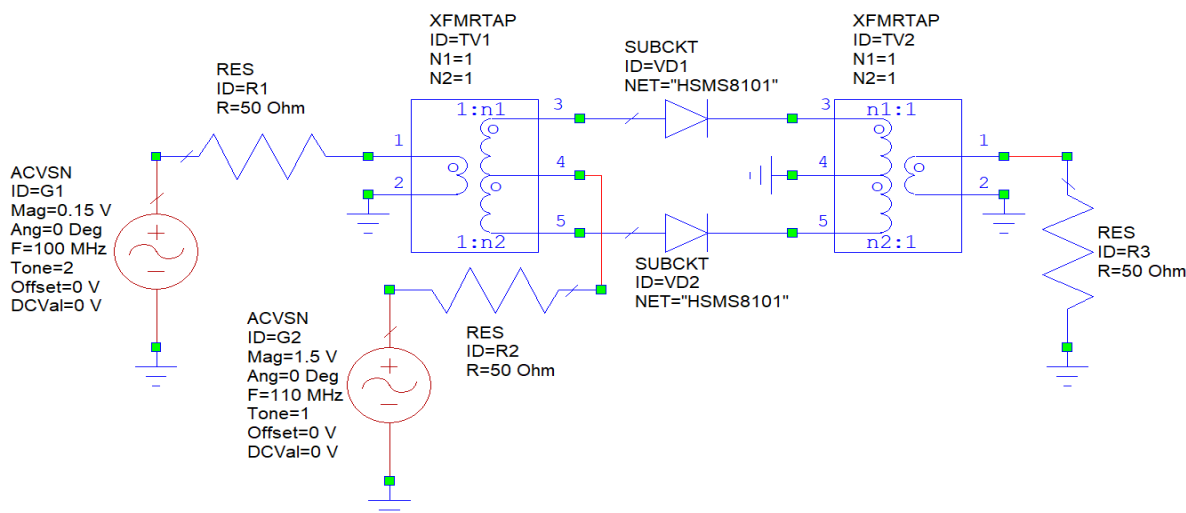 XFMRTAP
ID=TV1
N1=1
N2=1
XFMRTAP
ID=TV2
N1=1
N2=1
SUBCKT
ID=VD1
NET="HSMS8101"
RES
ID=R1
R=50 Ohm
1:n1
3
1
4
2
5
1:n2
n1:1
3
1
4
2
5
n2:1
ACVSN
ID=G1
Mag=0.15 V
Ang=0 Deg
F=100 MHz
Tone=2
Offset=0 V
DCVal=0 V
SUBCKT
ID=VD2
NET="HSMS8101"
RES
ID=R3
R=50 Ohm
ACVSN
ID=G2
Mag=1.5 V
Ang=0 Deg
F=110 MHz
Tone=1
Offset=0 V
DCVal=0 V
RES
ID=R2
R=50 Ohm